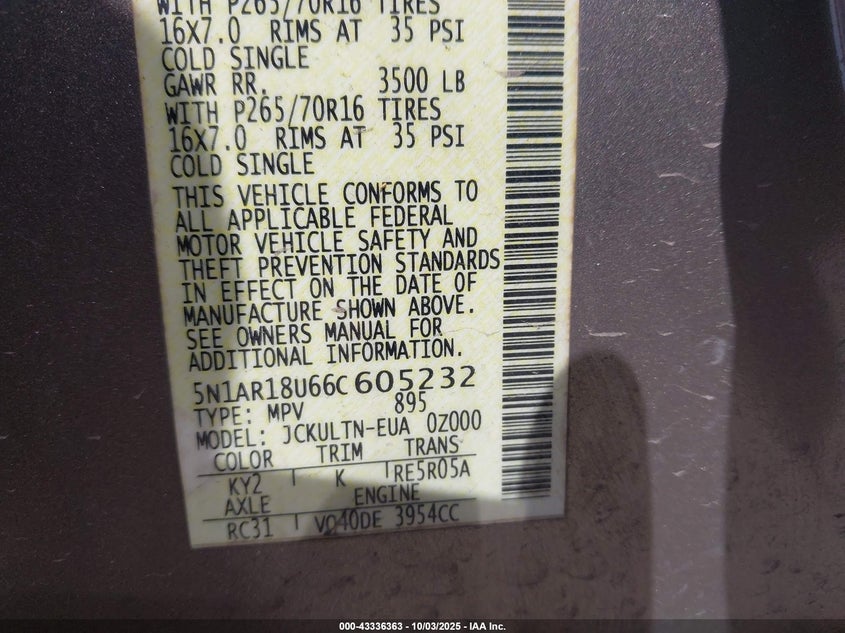 WITH P265/70R16 TIRES
16X7.0 RIMS AT 35 PSI
COLD SINGLE
GAWR RR. 3500 LB
WITH P265/70R16 TIRES
16X7.0 RIMS AT 35 PSI
COLD SINGLE
THIS VEHICLE CONFORMS TO
ALL APPLICABLE FEDERAL
MOTOR VEHICLE SAFETY AND
THEFT PREVENTION STANDARDS
IN EFFECT ON THE DATE OF
MANUFACTURE SHOWN ABOVE.
SEE OWNERS MANUAL FOR
ADDITIONAL INFORMATION.
5N1AR18U66C605232
TYPE: MPV 895
MODEL: JCKULTN-EUA 0Z000
COLOR TRIM TRANS
KY2 K RE5R05A
AXLE ENGINE
RC31 VQ40DE 3954CC
000-43336363 - 10/03/2025 - IAA Inc.